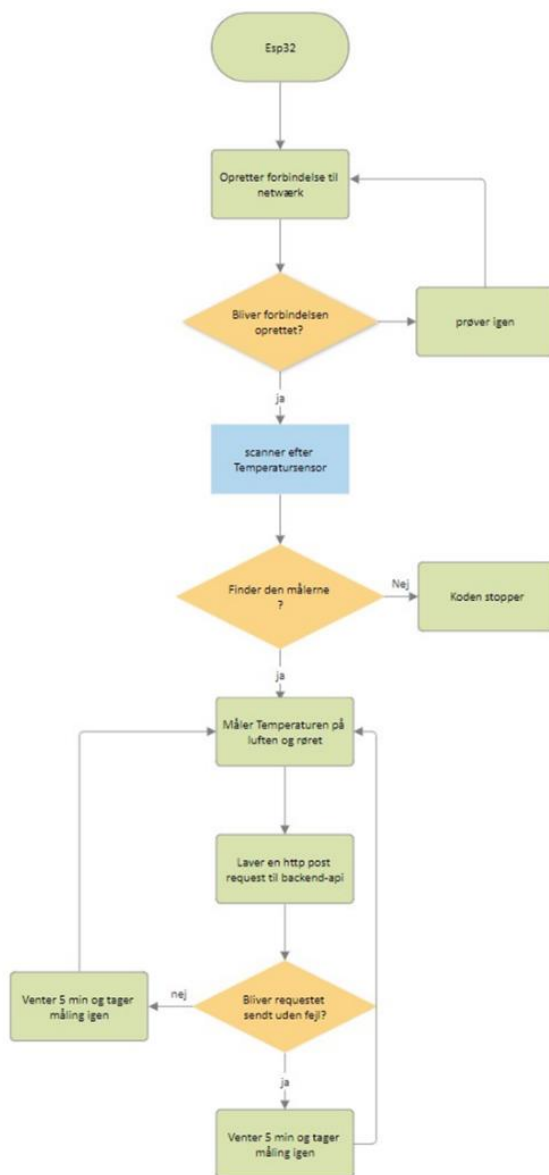 Esp32
Opretter forbindelse til
netwærk
Bliver forbindelsen
oprettet?
prøver igen
ja
scanner efter
Temperatursensor
Finder den målerne
?
Nej
Koden stopper
ja
Måler Temperaturen på
luften og røret
Laver en http post
request til backend-api
Bliver requestet
sendt uden fejl?
nej
Venter 5 min og tager
måling igen
ja
Venter 5 min og tager
måling igen